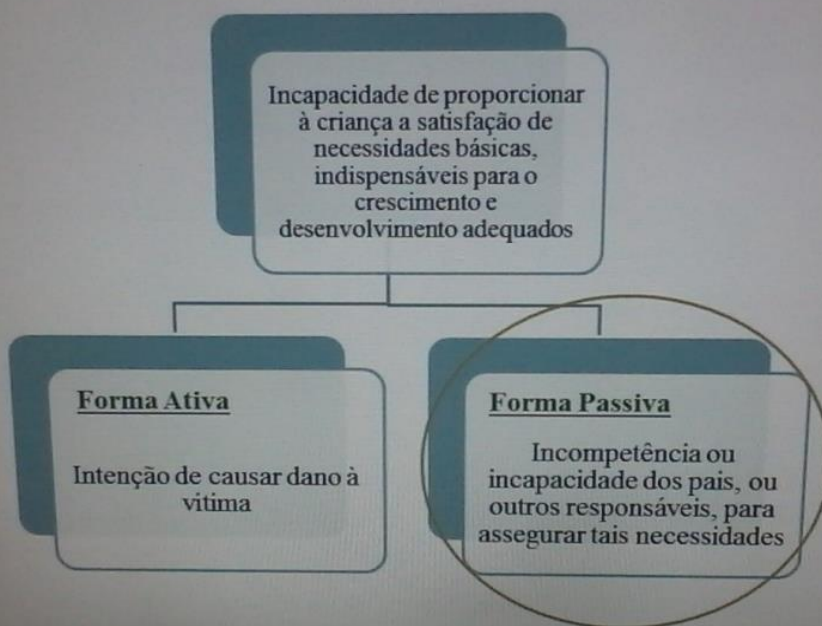 Incapacidade de proporcionar
à criança a satisfação de
necessidades básicas,
indispensáveis para o
crescimento e
desenvolvimento adequados
Forma Ativa
Intenção de causar dano à
vitima
Forma Passiva
Incompetência ou
incapacidade dos pais, ou
outros responsáveis, para
assegurar tais necessidades